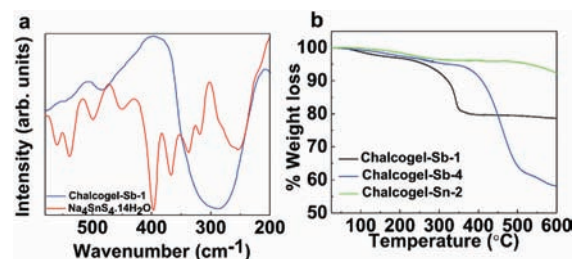 a
Intensity (arb. units)
Chalcogel-Sb-1
Na₄SnS₄.14H₂O
500 400 300 200
Wavenumber (cm⁻¹)
b
% Weight loss
100
90
80
70
60
50
Chalcogel-Sb-1
Chalcogel-Sb-4
Chalcogel-Sn-2
100 200 300 400 500 600
Temperature (°C)